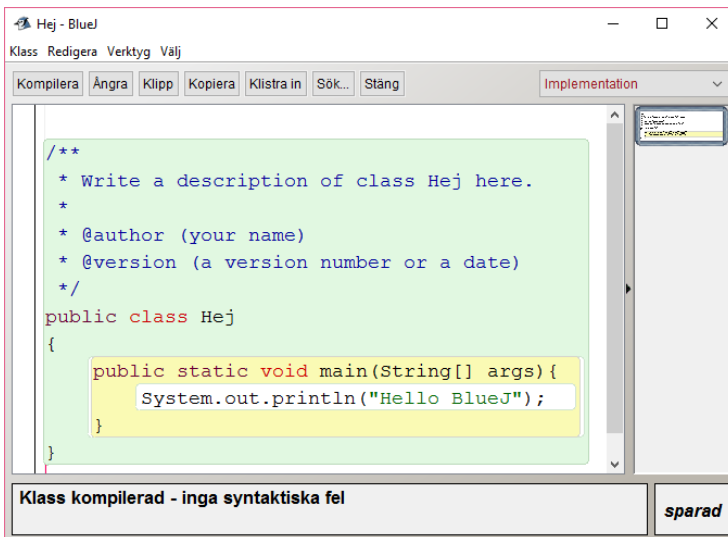 Hej - BlueJ
Klass Redigera Verktyg Välj
Kompilera Ångra Klipp Kopiera Klistra in Sök... Stäng Implementation
/**
 * Write a description of class Hej here.
 *
 * @author (your name)
 * @version (a version number or a date)
 */
public class Hej
{
    public static void main(String[] args){
        System.out.println("Hello BlueJ");
    }
}
Klass kompilerad - inga syntaktiska fel
sparad